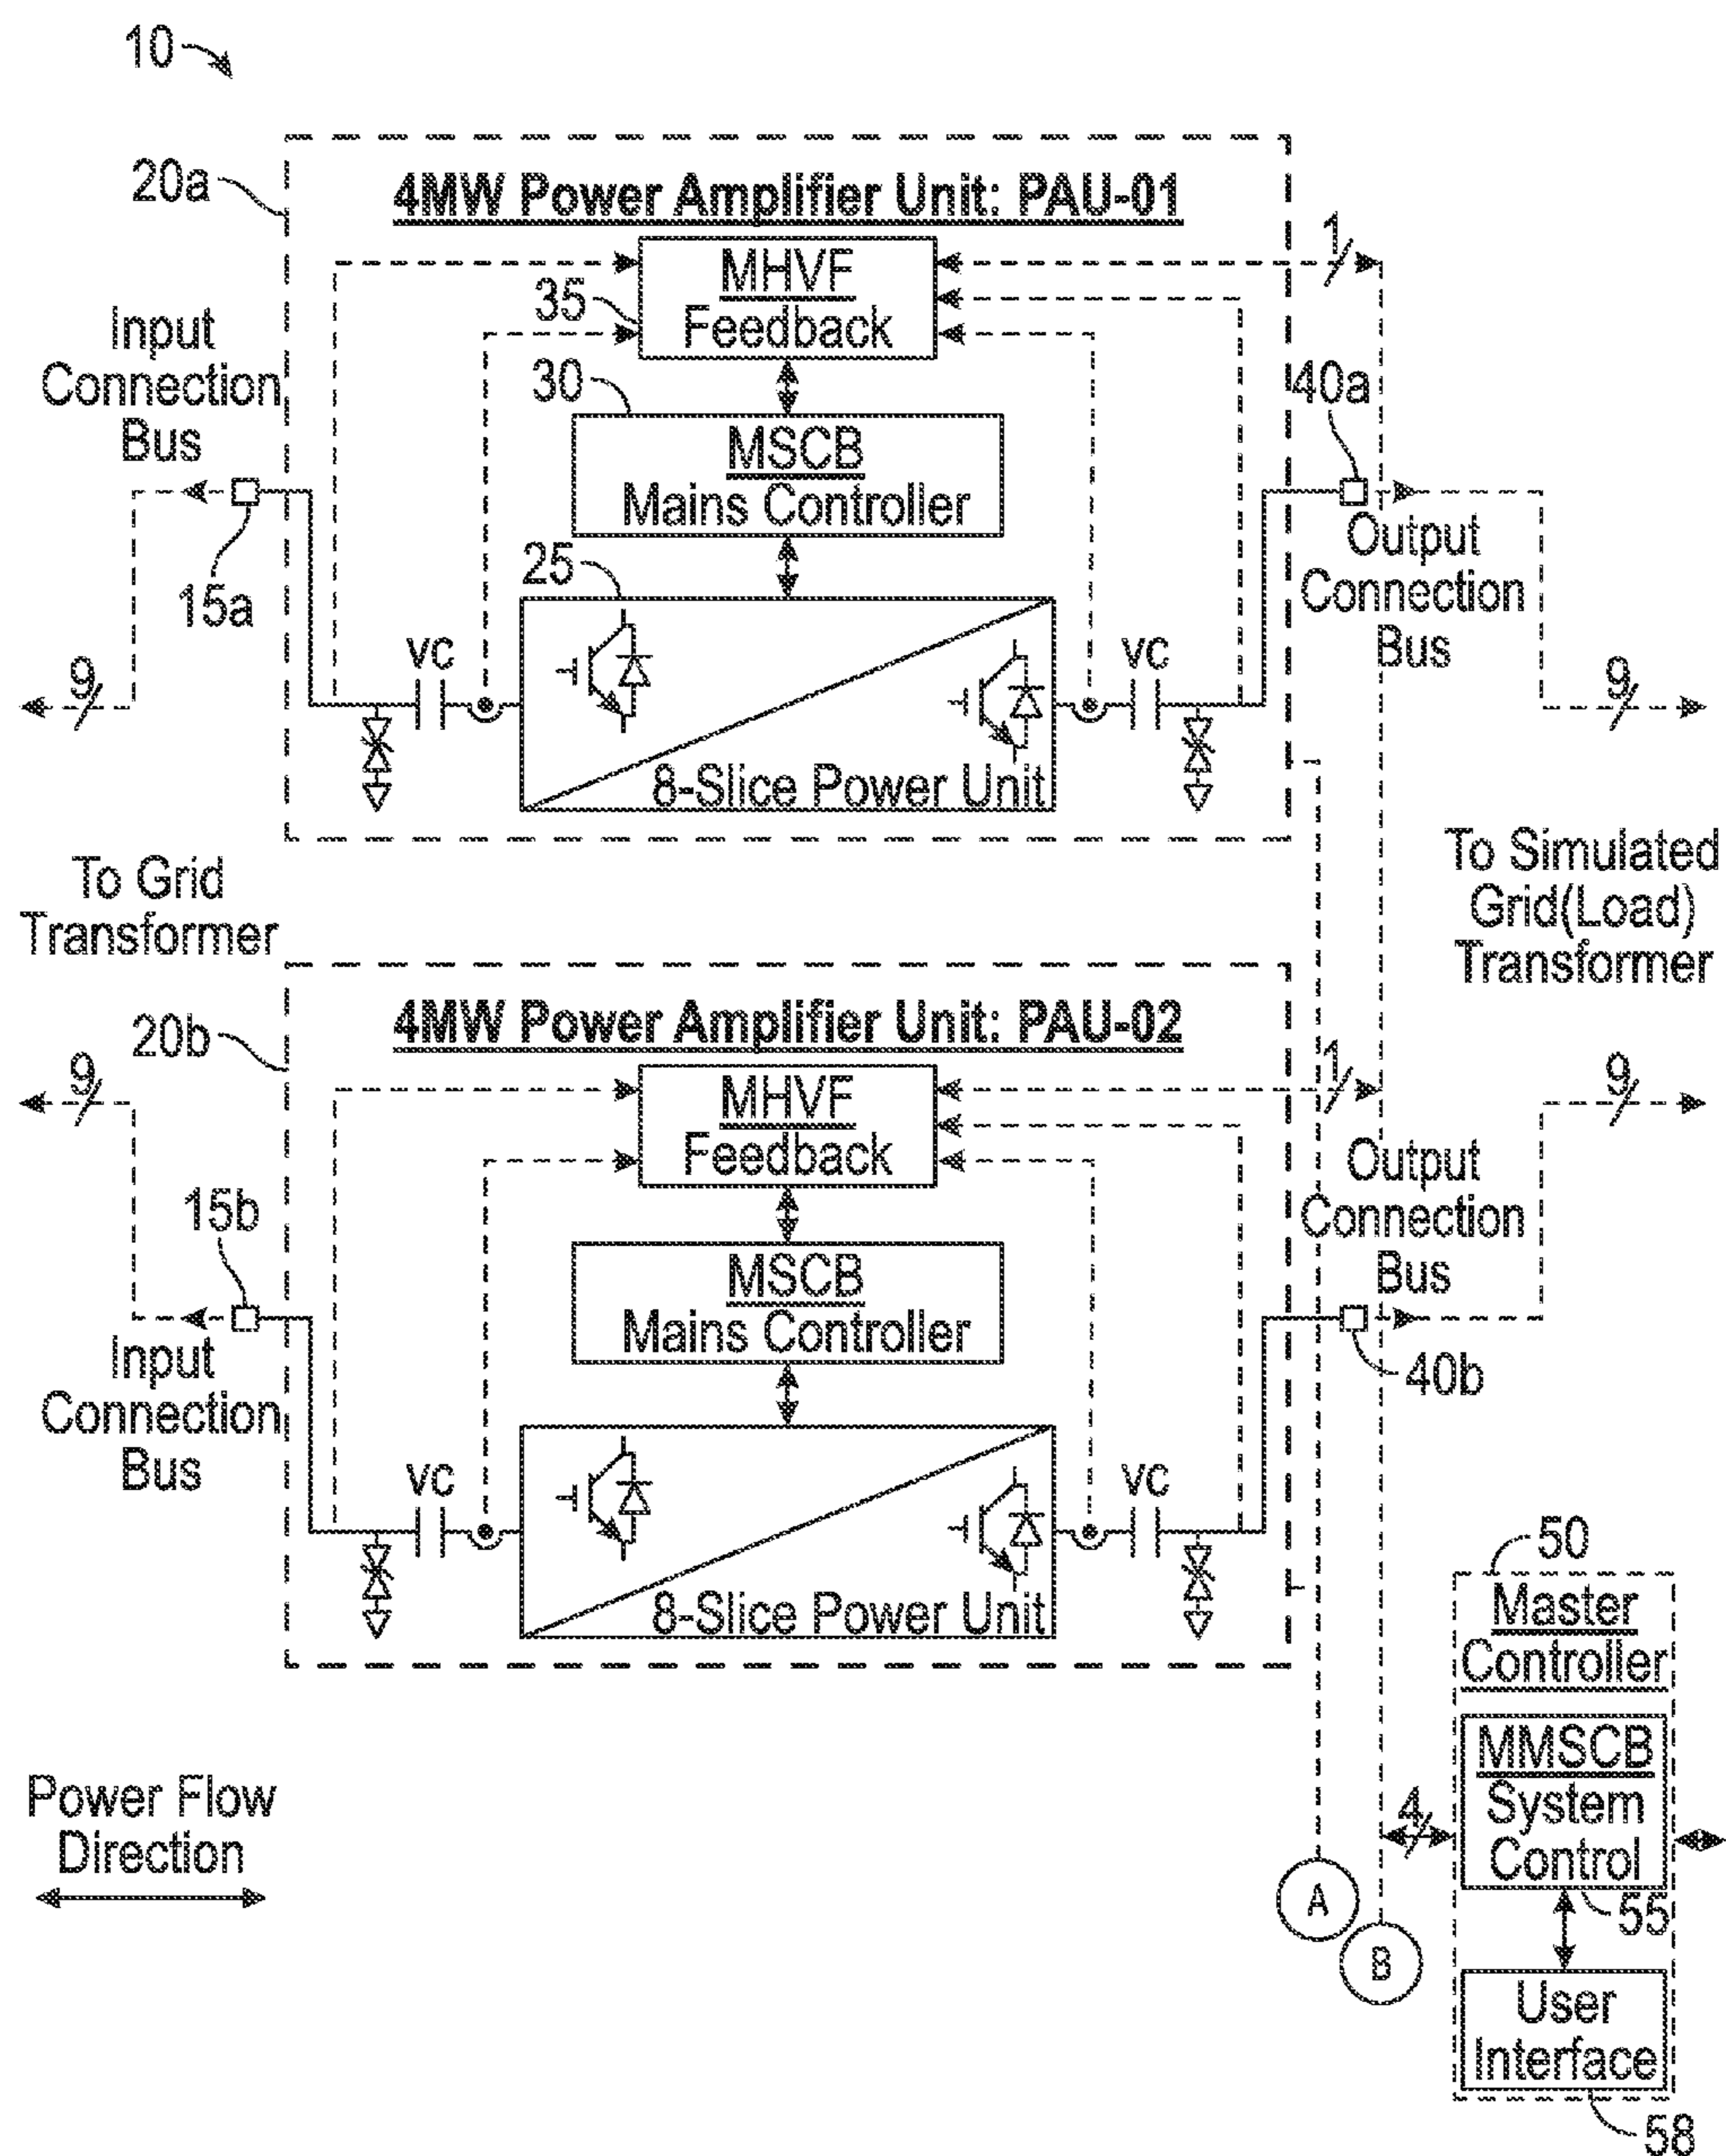 10
20a
4MW Power Amplifier Unit: PAU-01
1
MHVF
Feedback
35
Input
Connection
Bus
30
40a
MSCB
Mains Controller
15a
25
Output
Connection
Bus
9
VC
VC
9
8-Slice Power Unit
To Grid
Transformer
To Simulated
Grid(Load)
Transformer
20b
4MW Power Amplifier Unit: PAU-02
9
1
9
MHVF
Feedback
Output
Connection
Bus
15b
MSCB
Mains Controller
Input
Connection
Bus
40b
VC
VC
8-Slice Power Unit
50
Master
Controller
MMSCB
System
Control
4
55
Power Flow
Direction
A
B
User
Interface
58